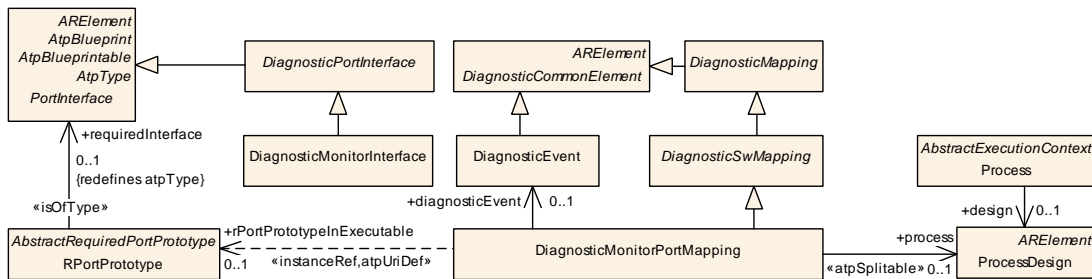 ARElement
AtpBlueprint
AtpBlueprintable
AtpType
PortInterface
DiagnosticPortInterface
ARElement
DiagnosticCommonElement
DiagnosticMapping
+requiredInterface
0..1
{redefines atpType}
«isOfType»
DiagnosticMonitorInterface
DiagnosticEvent
DiagnosticSwMapping
AbstractExecutionContext
Process
+diagnosticEvent
0..1
+design
0..1
AbstractRequiredPortPrototype
RPortPrototype
+rPortPrototypeInExecutable
0..1
«instanceRef,atpUriDef»
DiagnosticMonitorPortMapping
+process
«atpSplitable»
0..1
ARElement
ProcessDesign